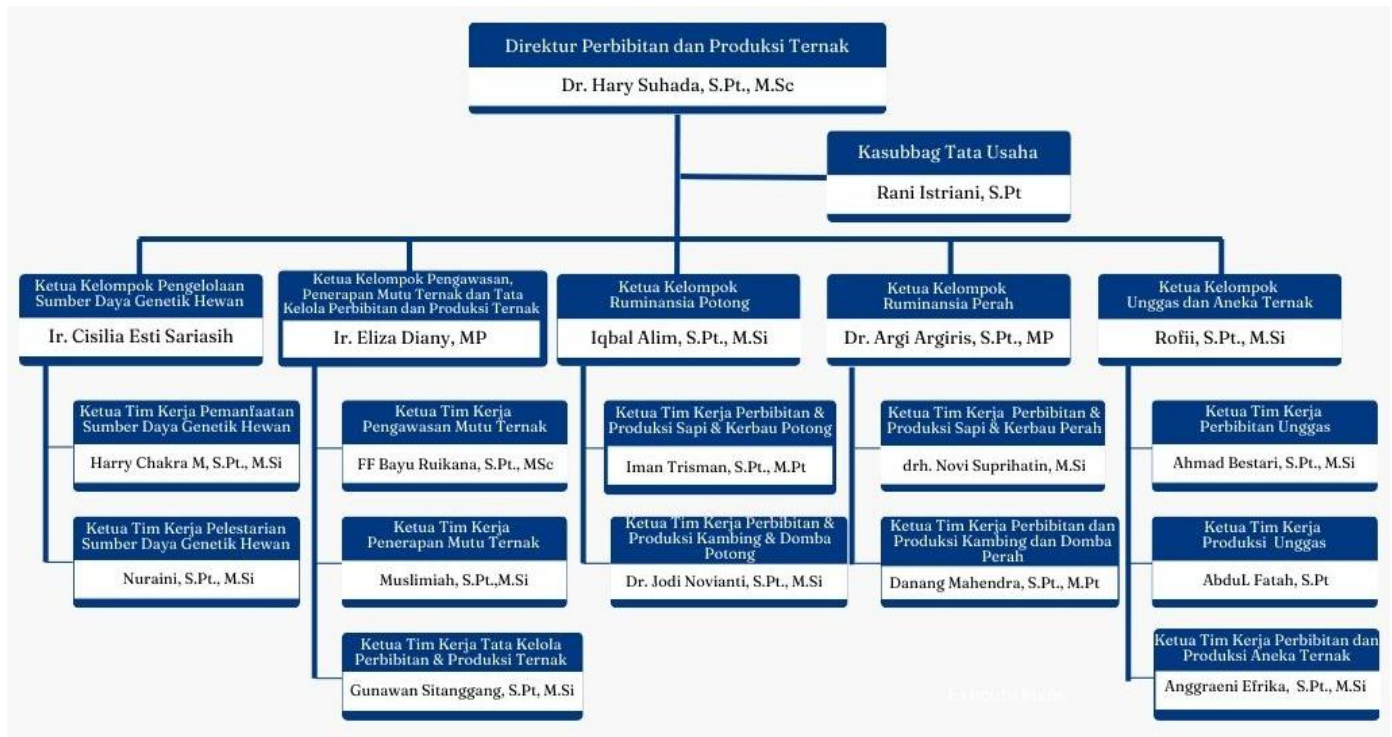 Direktur Perbibitan dan Produksi Ternak
Dr. Hary Suhada, S.Pt., M.Sc
Kasubbag Tata Usaha
Rani Istriani, S.Pt
Ketua Kelompok Pengelolaan
Sumber Daya Genetik Hewan
Ir. Cisilia Esti Sariasih
Ketua Kelompok Pengawasan,
Penerapan Mutu Ternak dan Tata
Kelola Perbibitan dan Produksi Ternak
Ir. Eliza Diany, MP
Ketua Kelompok
Ruminansia Potong
Iqbal Alim, S.Pt., M.Si
Ketua Kelompok
Ruminansia Perah
Dr. Argi Argiris, S.Pt., MP
Ketua Kelompok
Unggas dan Aneka Ternak
Rofii, S.Pt., M.Si
Ketua Tim Kerja Pemanfaatan
Sumber Daya Genetik Hewan
Harry Chakra M, S.Pt., M.Si
Ketua Tim Kerja Pelestarian
Sumber Daya Genetik Hewan
Nuraini, S.Pt., M.Si
Ketua Tim Kerja
Pengawasan Mutu Ternak
FF Bayu Ruikana, S.Pt., MSc
Ketua Tim Kerja
Penerapan Mutu Ternak
Muslimiah, S.Pt.,M.Si
Ketua Tim Kerja Tata Kelola
Perbibitan & Produksi Ternak
Gunawan Sitanggang, S.Pt, M.Si
Ketua Tim Kerja Perbibitan &
Produksi Sapi & Kerbau Potong
Iman Trisman, S.Pt., M.Pt
Ketua Tim Kerja Perbibitan &
Produksi Kambing & Domba
Potong
Dr. Jodi Novianti, S.Pt., M.Si
Ketua Tim Kerja Perbibitan &
Produksi Sapi & Kerbau Perah
drh. Novi Suprihatin, M.Si
Ketua Tim Kerja Perbibitan dan
Produksi Kambing dan Domba
Perah
Danang Mahendra, S.Pt., M.Pt
Ketua Tim Kerja
Perbibitan Unggas
Ahmad Bestari, S.Pt., M.Si
Ketua Tim Kerja
Produksi Unggas
AbduL Fatah, S.Pt
Ketua Tim Kerja Perbibitan dan
Produksi Aneka Ternak
Anggraeni Efrika, S.Pt., M.Si